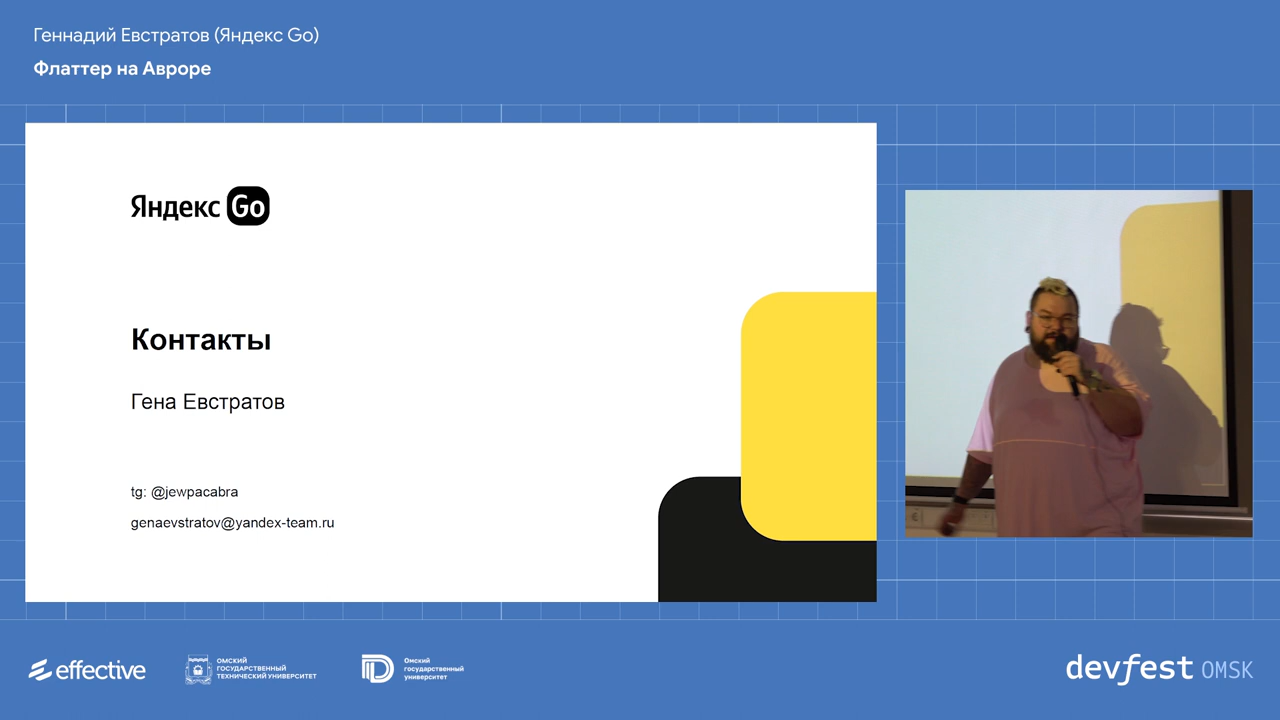 Геннадий Евстратов (Яндекс Go)
Флаттер на Авроре
Яндекс Go
Контакты
Гена Евстратов
tg: @jewpacabra
genaevstratov@yandex-team.ru
effective
ОМСКИЙ
ГОСУДАРСТВЕННЫЙ
ТЕХНИЧЕСКИЙ УНИВЕРСИТЕТ
Омский
государственный
университет
devfest OMSK